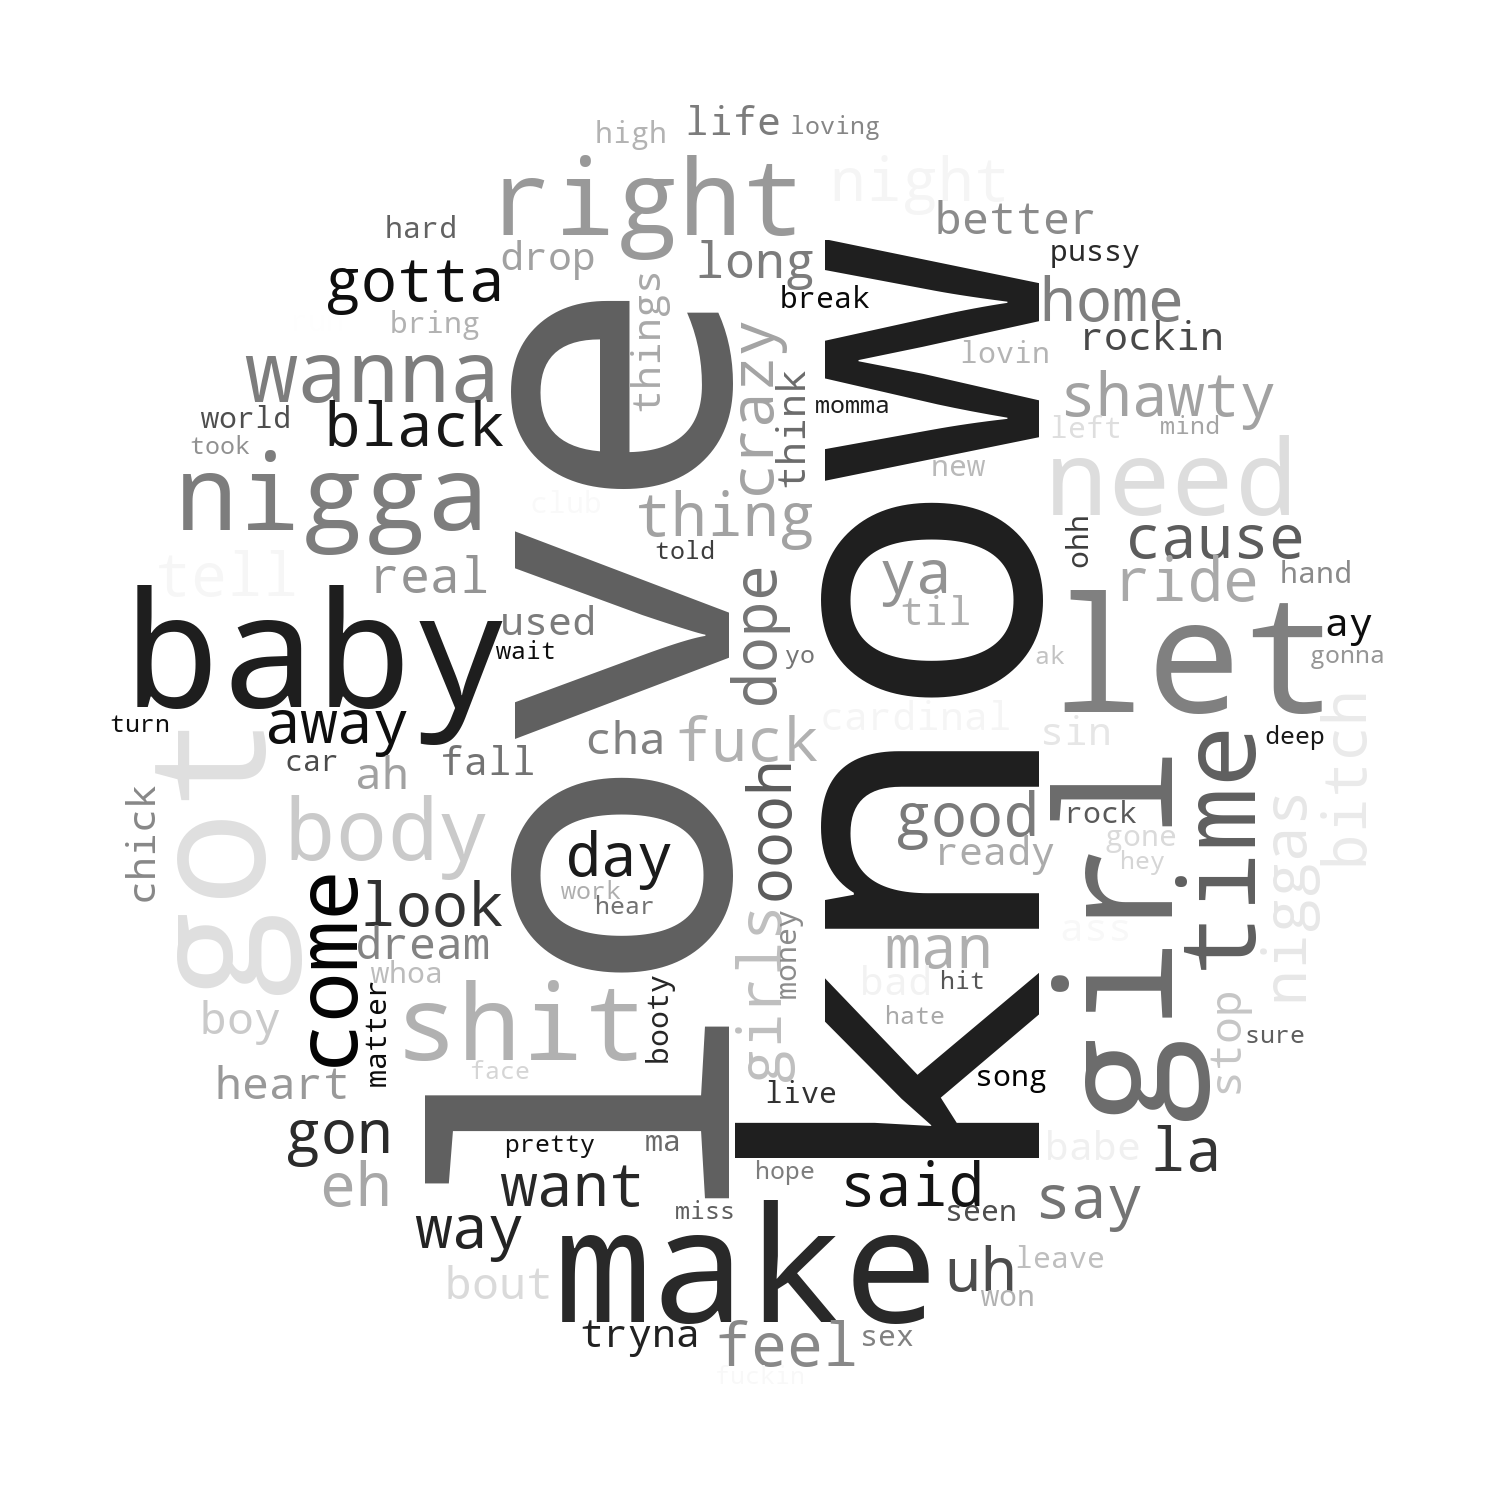 high
life
loving
right
night
hard
drop
long
better
pussy
gotta
things
break
home
bring
rockin
wanna
crazy
lovin
world
black
think
momma
shawty
took
left
mind
nigga
new
need
club
thing
told
ohh
cause
tell
real
dope
ya
ride
hand
baby
used
til
let
ay
wait
yo
ak
gonna
turn
away
love
know
cardinal
sin
deep
car
ah
fall
cha
fuck
bitch
got
chick
body
oooh
good
rock
girl
time
day
ready
gone
hey
niggas
come
look
work
hear
dream
whoa
girls
money
man
ass
bad
hit
boy
matter
shit
booty
hate
stop
sure
heart
face
live
song
gon
pretty
ma
babe
la
eh
want
hope
said
say
way
miss
seen
bout
make
uh
leave
won
tryna
feel
sex
fuckin